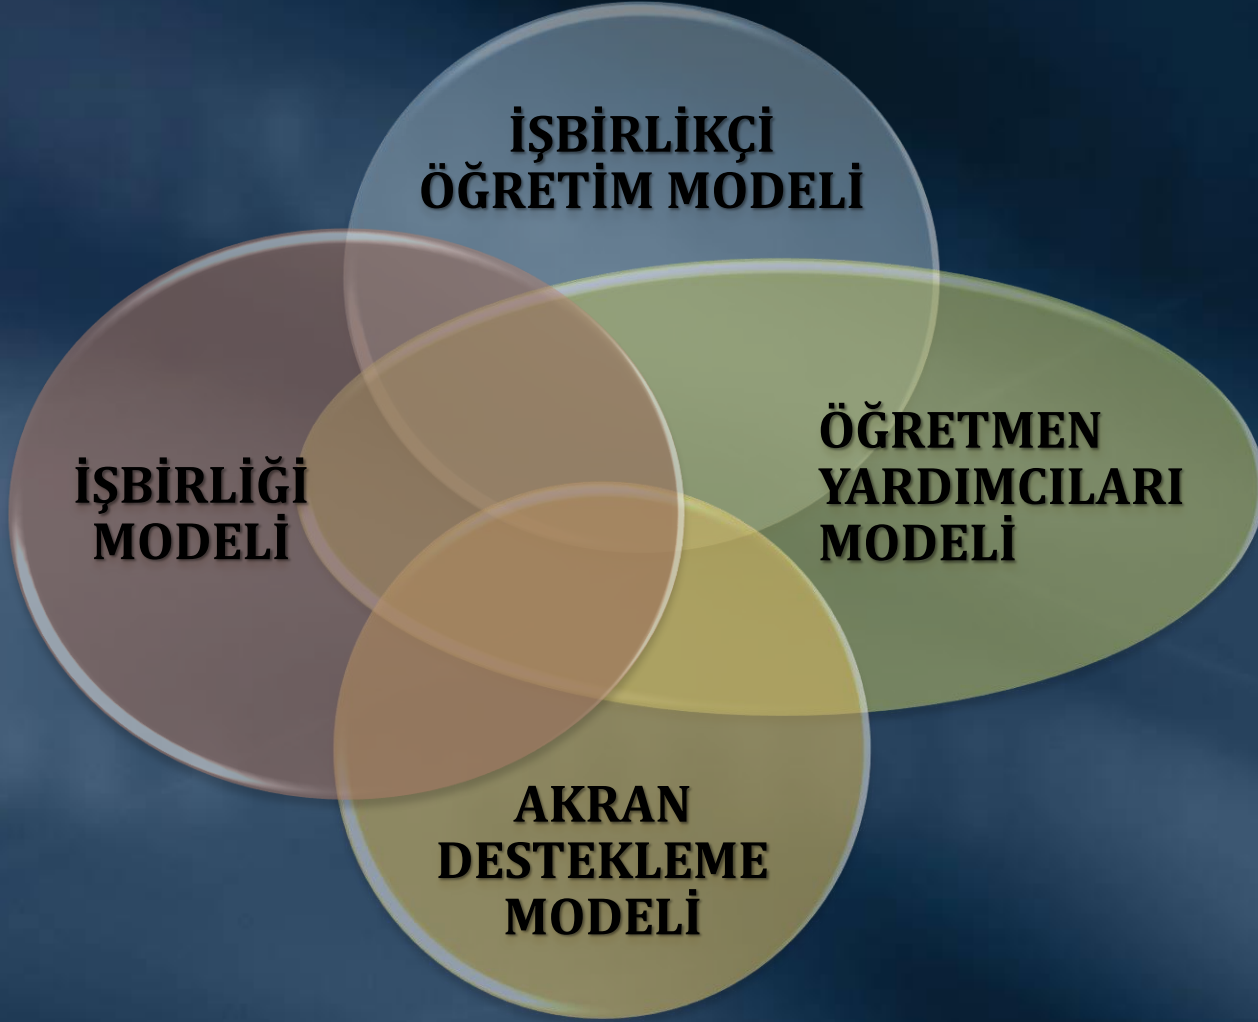 İŞBİRLİKÇİ
ÖĞRETİM MODELİ
İŞBİRLİĞİ
MODELİ
ÖĞRETMEN
YARDIMCILARI
MODELİ
AKRAN
DESTEKLEME
MODELİ